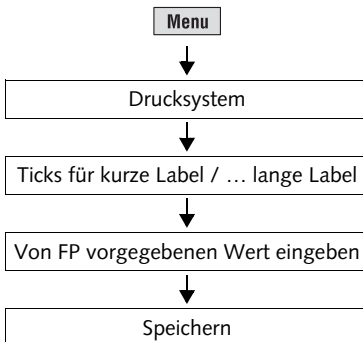 Menu
Drucksystem
Ticks für kurze Label / … lange Label
Von FP vorgegebenen Wert eingeben
Speichern